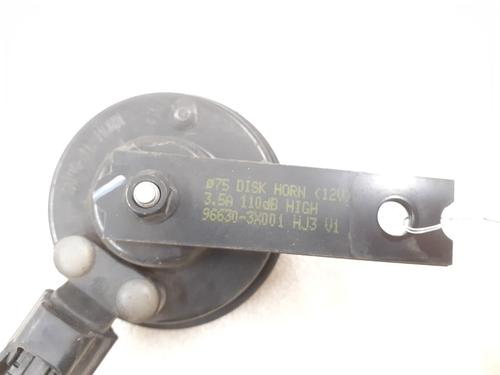 ø75 DISK HORN (12V)
3.5A 110dB HIGH
96630-3X001 HJ3 V1